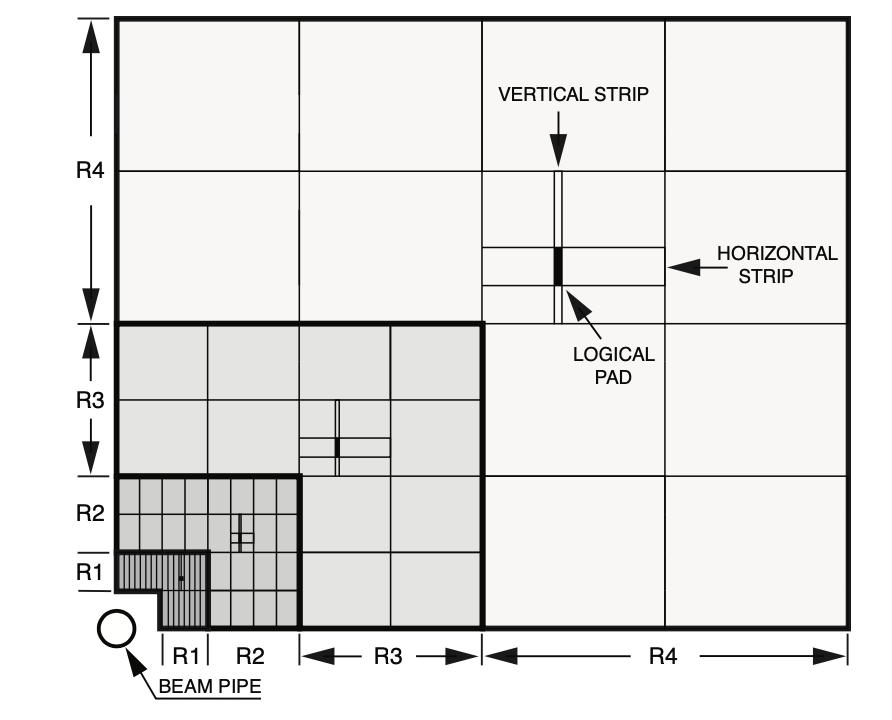 VERTICAL STRIP
R4
HORIZONTAL
STRIP
LOGICAL
PAD
R3
R2
R1
R1
R2
R3
R4
BEAM PIPE